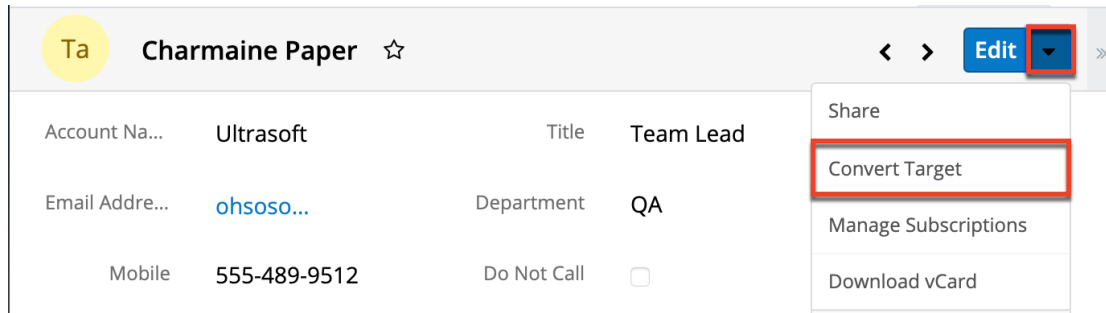 Ta Charmaine Paper Edit
Share
Account Na... Ultrasoft Title Team Lead
Convert Target
Email Addre... ohsoso... Department QA
Manage Subscriptions
Mobile 555-489-9512 Do Not Call
Download vCard